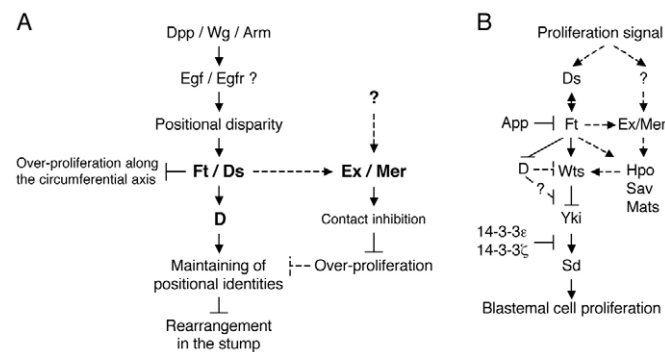 A
Dpp / Wg / Arm
Egf / Egfr ?
Positional disparity
Over-proliferation along
the circumferential axis
Ft / Ds
D
Maintaining of
positional identities
Rearrangement
in the stump
?
Ex / Mer
Contact inhibition
Over-proliferation
B
Proliferation signal
Ds
?
App
Ft
Ex/Mer
D
Wts
Hpo
Sav
Mats
?
Yki
14-3-3ε
14-3-3ζ
Sd
Blastemal cell proliferation